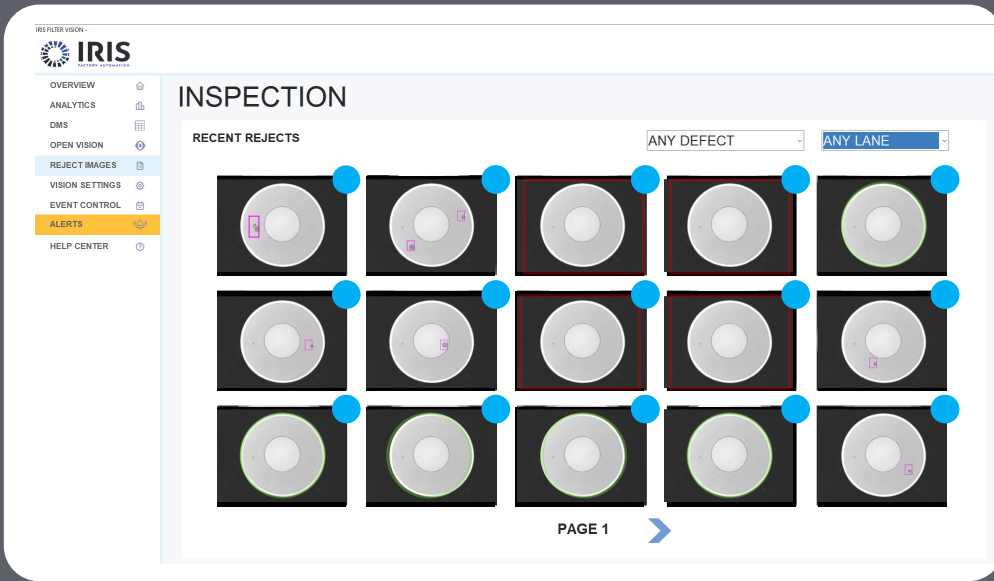 IRIS FILTER VISION -
IRIS
FACTORY AUTOMATION
OVERVIEW
ANALYTICS
DMS
OPEN VISION
REJECT IMAGES
VISION SETTINGS
EVENT CONTROL
ALERTS
HELP CENTER
INSPECTION
RECENT REJECTS
ANY DEFECT
ANY LANE
PAGE 1